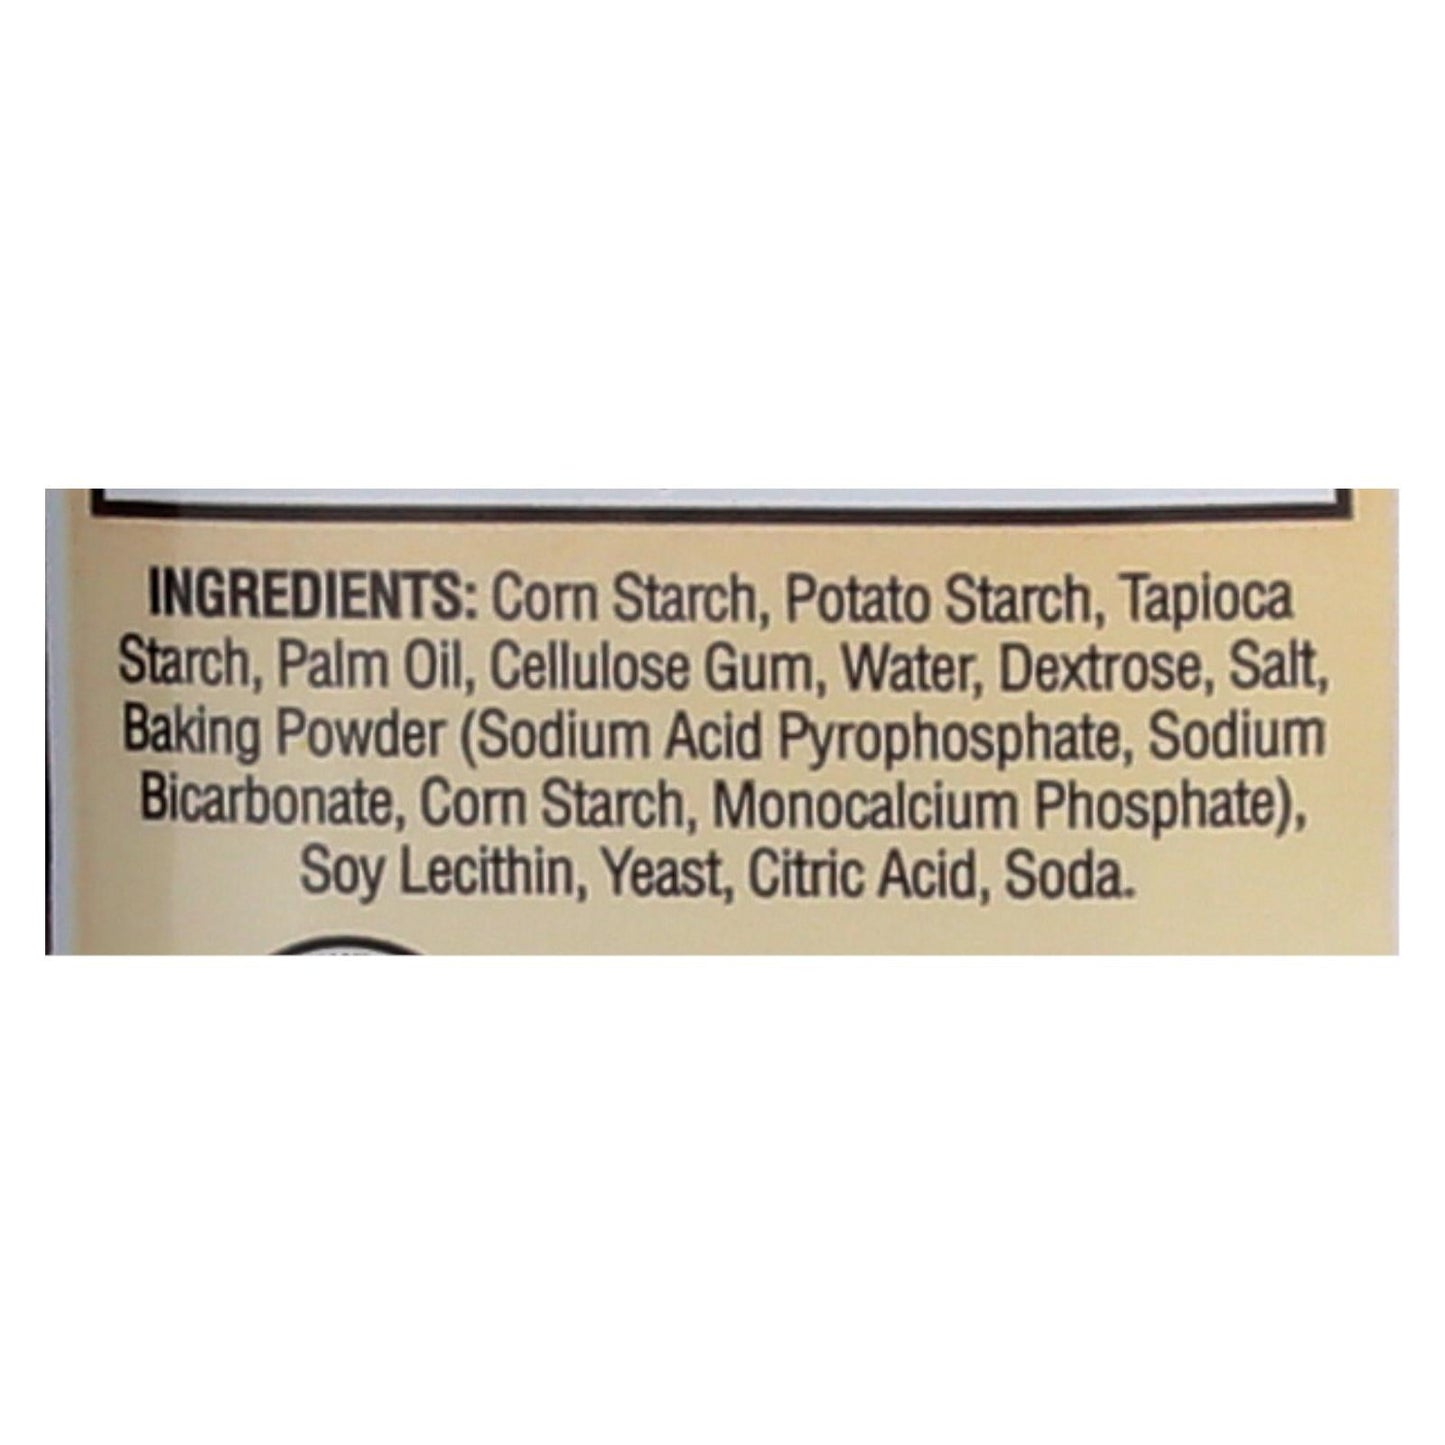 INGREDIENTS: Corn Starch, Potato Starch, Tapioca
Starch, Palm Oil, Cellulose Gum, Water, Dextrose, Salt,
Baking Powder (Sodium Acid Pyrophosphate, Sodium
Bicarbonate, Corn Starch, Monocalcium Phosphate),
Soy Lecithin, Yeast, Citric Acid, Soda.